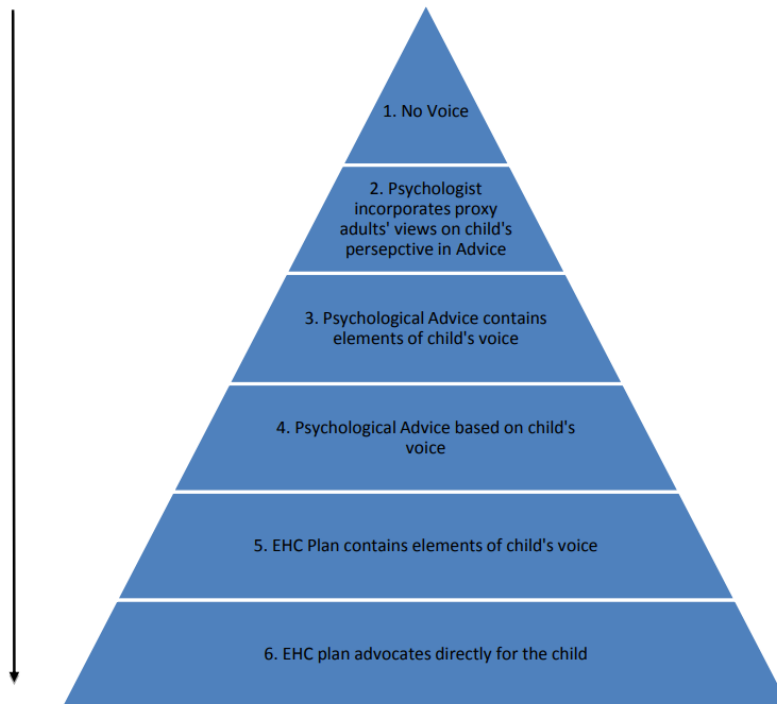 1. No Voice
2. Psychologist
incorporates proxy
adults' views on child's
persepctive in Advice
3. Psychological Advice contains
elements of child's voice
4. Psychological Advice based on child's
voice
5. EHC Plan contains elements of child's voice
6. EHC plan advocates directly for the child